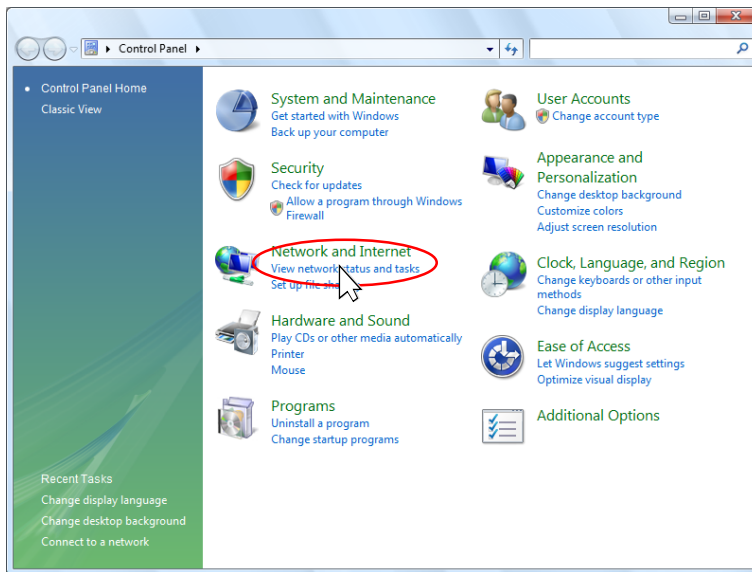 Control Panel
Control Panel Home
Classic View
System and Maintenance
Get started with Windows
Back up your computer
Security
Check for updates
Allow a program through Windows
Firewall
Network and Internet
View network status and tasks
Set up file sha
Hardware and Sound
Play CDs or other media automatically
Printer
Mouse
Programs
Uninstall a program
Change startup programs
User Accounts
Change account type
Appearance and
Personalization
Change desktop background
Customize colors
Adjust screen resolution
Clock, Language, and Region
Change keyboards or other input
methods
Change display language
Ease of Access
Let Windows suggest settings
Optimize visual display
Additional Options
Recent Tasks
Change display language
Change desktop background
Connect to a network